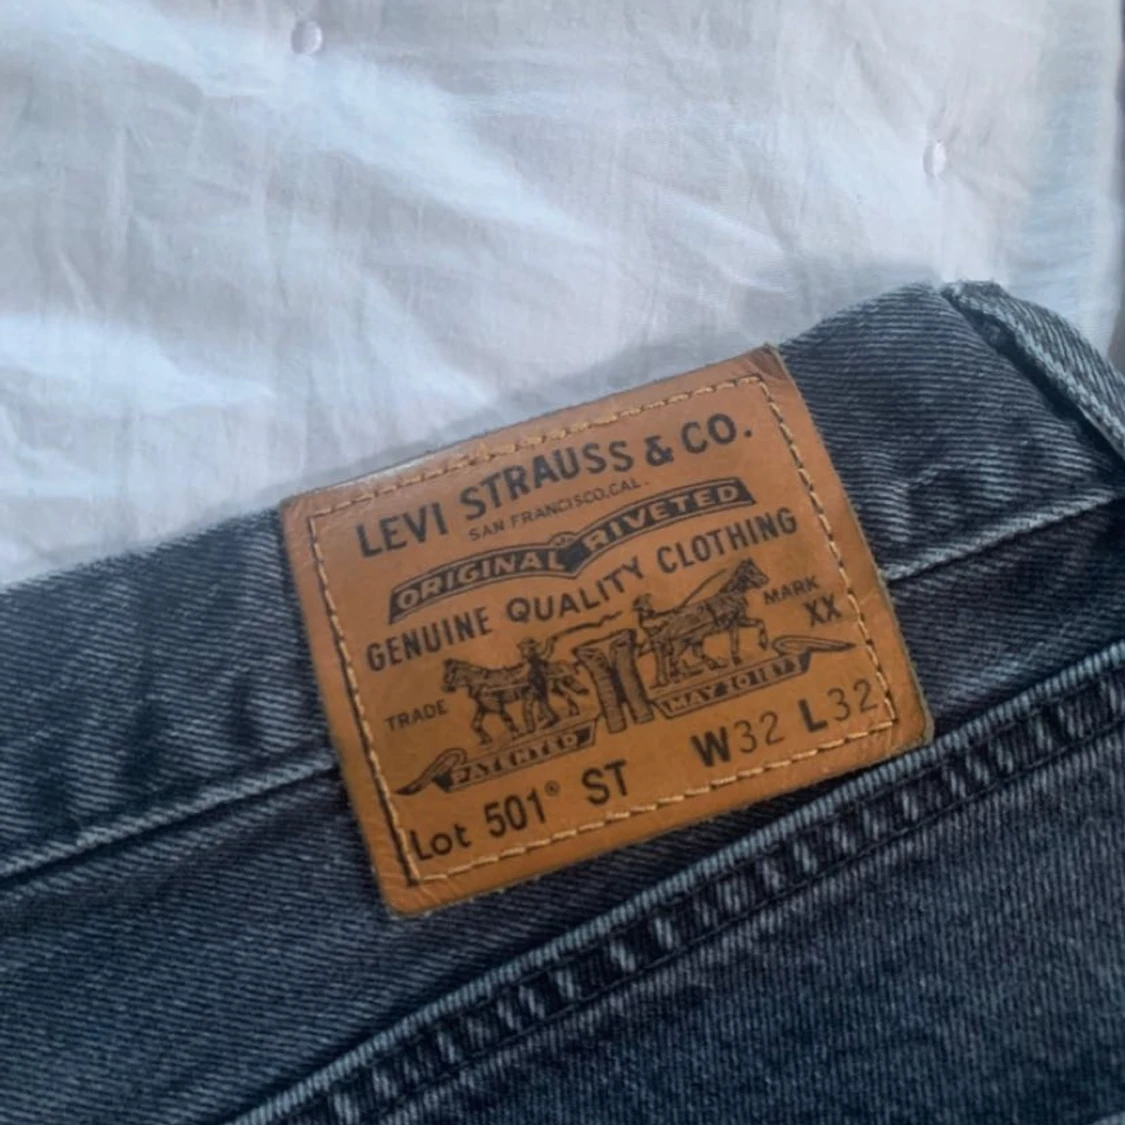 LEVI STRAUSS & CO.
SAN FRANCISCO, CAL.
ORIGINAL RIVETED
GENUINE QUALITY CLOTHING
TRADE MARK
XX
PATENTED MAY 20 1873
Lot 501® ST W32 L32